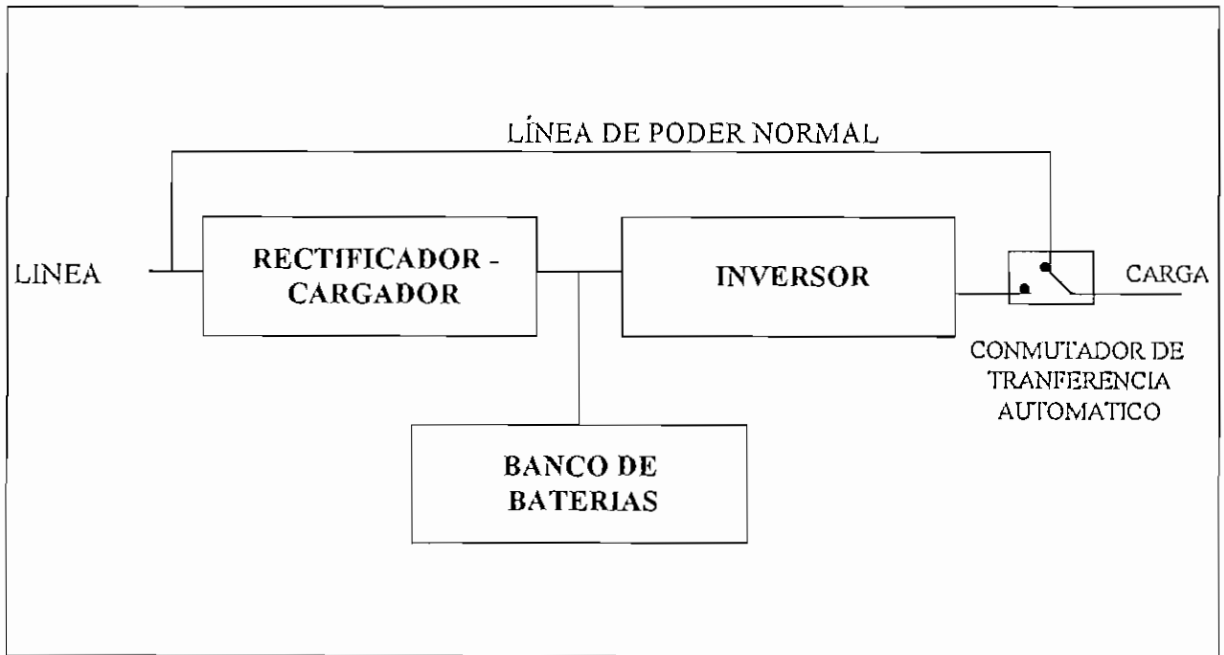 LÍNEA DE PODER NORMAL
LINEA
RECTIFICADOR -
CARGADOR
INVERSOR
CARGA
CONMUTADOR DE
TRANFERENCIA
AUTOMATICO
BANCO DE
BATERIAS